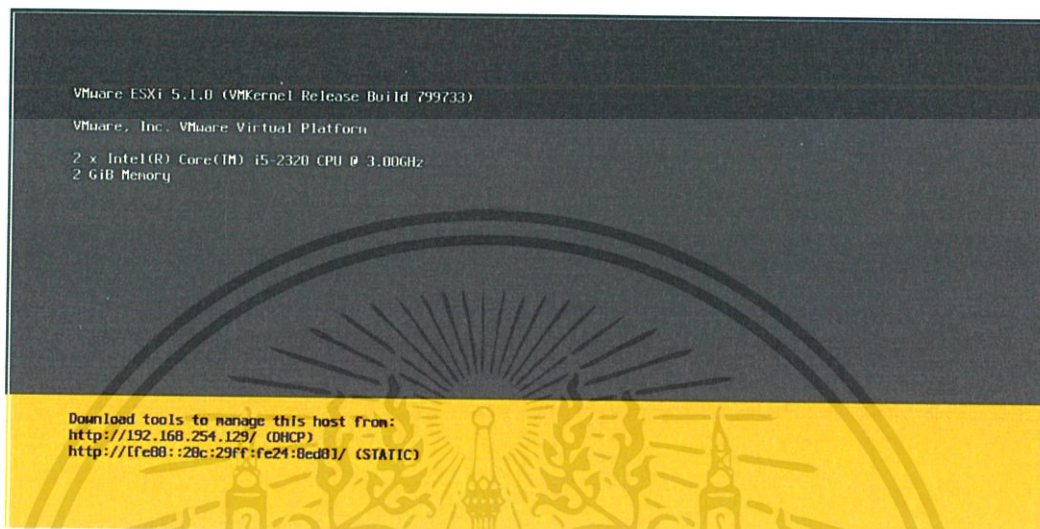 VMware ESXi 5.1.0 (VMKernel Release Build 799733)
VMware, Inc. VMware Virtual Platform
2 x Intel(R) Core(TM) i5-2320 CPU @ 3.00GHz
2 GiB Memory
Download tools to manage this host from:
http://192.168.254.129/ (DHCP)
http://[fe80::20c:29ff:fe24:8ed8]/ (STATIC)